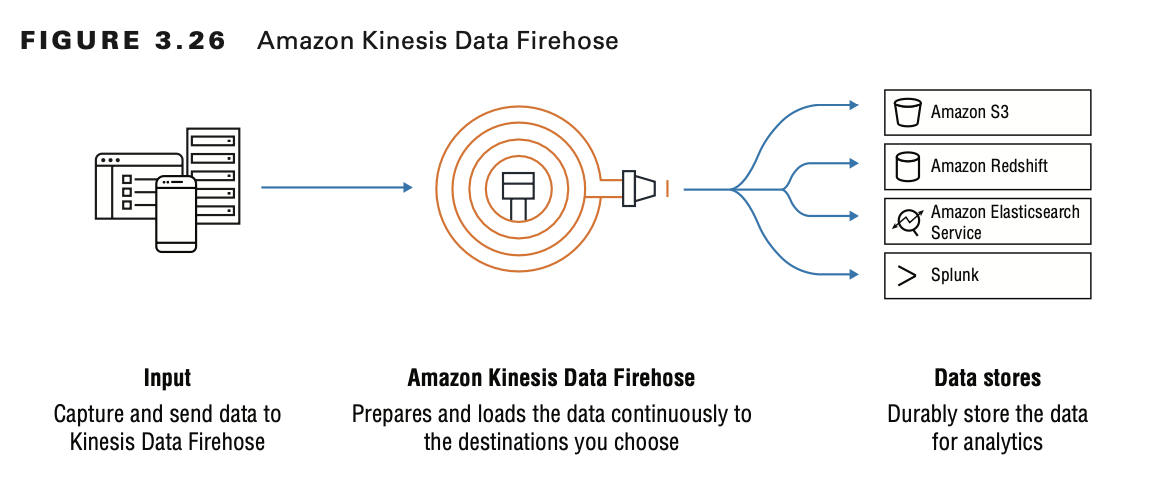 FIGURE 3.26 Amazon Kinesis Data Firehose
Amazon S3
Amazon Redshift
Amazon Elasticsearch
Service
Splunk
Input
Capture and send data to
Kinesis Data Firehose
Amazon Kinesis Data Firehose
Prepares and loads the data continuously to
the destinations you choose
Data stores
Durably store the data
for analytics